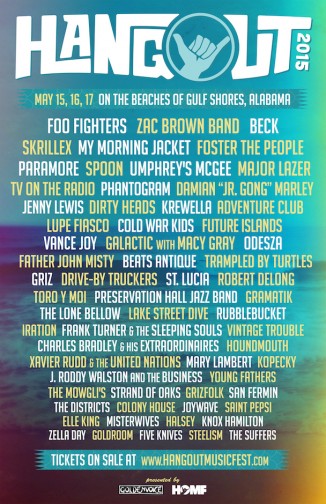 HANGOUT 2015
MAY 15, 16, 17 ON THE BEACHES OF GULF SHORES, ALABAMA
FOO FIGHTERS ZAC BROWN BAND BECK
SKRILLEX MY MORNING JACKET FOSTER THE PEOPLE
PARAMORE SPOON UMPHREY'S MCGEE MAJOR LAZER
TV ON THE RADIO PHANTOGRAM DAMIAN "JR. GONG" MARLEY
JENNY LEWIS DIRTY HEADS KREWELLA ADVENTURE CLUB
LUPE FIASCO COLD WAR KIDS FUTURE ISLANDS
VANCE JOY GALACTIC WITH MACY GRAY ODESZA
FATHER JOHN MISTY BEATS ANTIQUE TRAMPLED BY TURTLES
GRIZ DRIVE-BY TRUCKERS ST. LUCIA ROBERT DELONG
TORO Y MOI PRESERVATION HALL JAZZ BAND GRAMATIK
THE LONE BELLOW LAKE STREET DIVE RUBBLEBUCKET
IRATION FRANK TURNER & THE SLEEPING SOULS VINTAGE TROUBLE
CHARLES BRADLEY & HIS EXTRAORDINAIRES HOUNDMOUTH
XAVIER RUDD & THE UNITED NATIONS MARY LAMBERT KOPECKY
J. RODDY WALSTON AND THE BUSINESS YOUNG FATHERS
THE MOWGLI'S STRAND OF OAKS GRIZFOLK SAN FERMIN
THE DISTRICTS COLONY HOUSE JOYWAVE SAINT PEPSI
ELLE KING MISTERWIVES HALSEY KNOX HAMILTON
ZELLA DAY GOLDROOM FIVE KNIVES STEELISM THE SUFFERS
TICKETS ON SALE AT WWW.HANGOUTMUSICFEST.COM
presented by
GOLDENVOICE HOMF